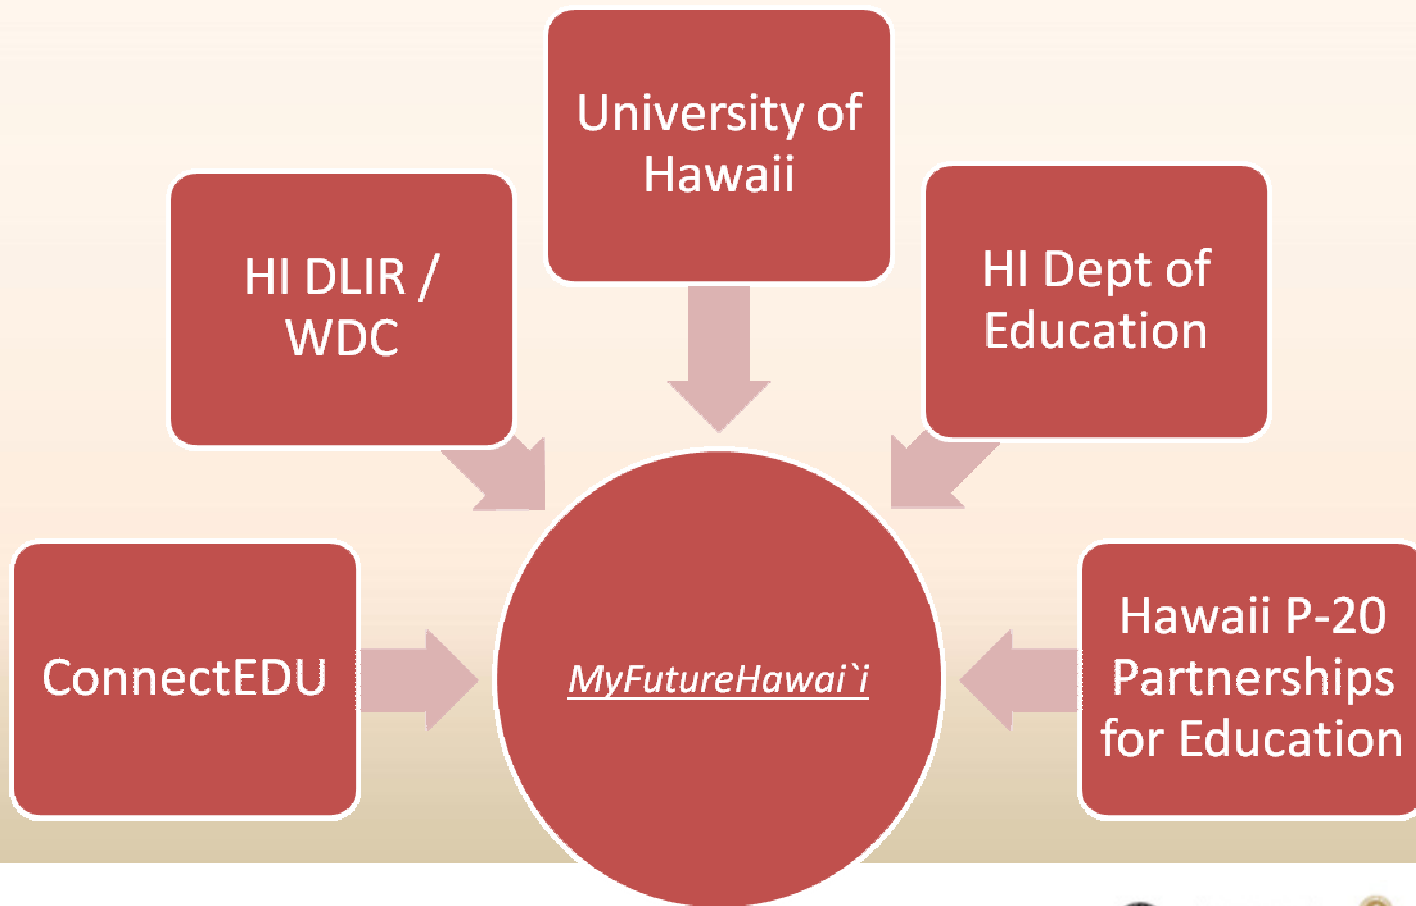 University of
Hawaii
HI DLIR /
WDC
HI Dept of
Education
ConnectEDU
MyFutureHawai`i
Hawaii P-20
Partnerships
for Education